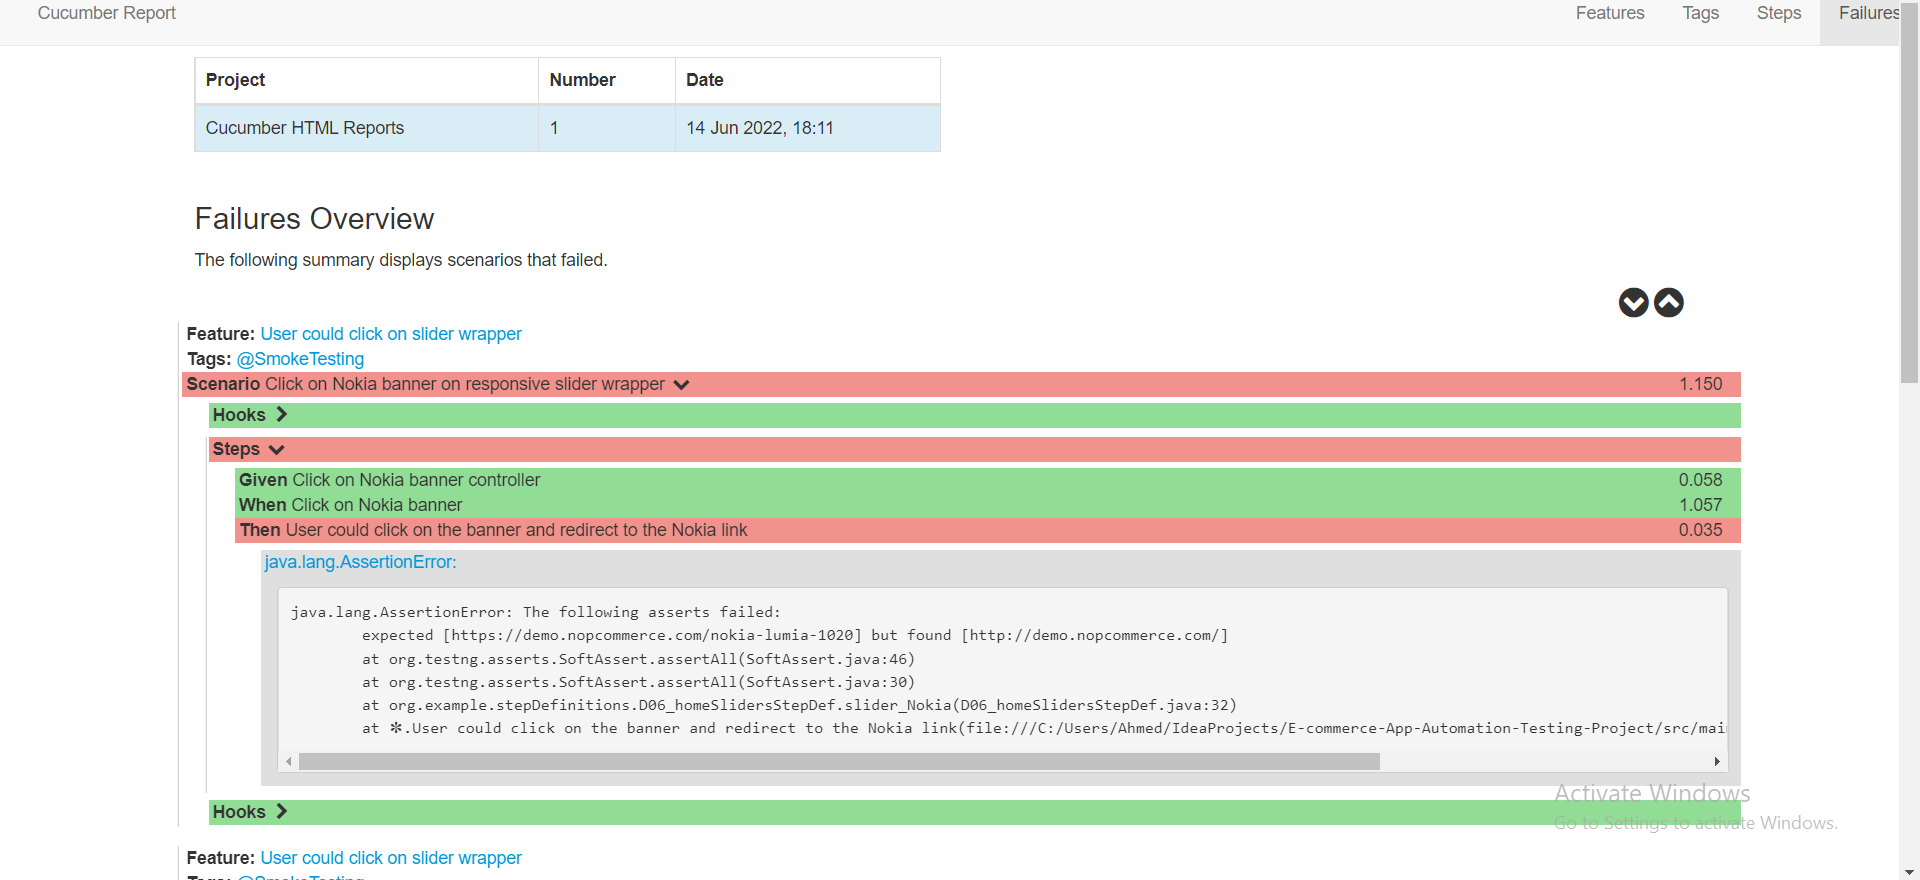 Cucumber Report Features Tags Steps Failures
Project Number Date
Cucumber HTML Reports 1 14 Jun 2022, 18:11
Failures Overview
The following summary displays scenarios that failed.
Feature: User could click on slider wrapper
Tags: @SmokeTesting
Scenario Click on Nokia banner on responsive slider wrapper 1.150
Hooks
Steps
Given Click on Nokia banner controller 0.058
When Click on Nokia banner 1.057
Then User could click on the banner and redirect to the Nokia link 0.035
java.lang.AssertionError:
java.lang.AssertionError: The following asserts failed:
expected [https://demo.nopcommerce.com/nokia-lumia-1020] but found [http://demo.nopcommerce.com/]
at org.testng.asserts.SoftAssert.assertAll(SoftAssert.java:46)
at org.testng.asserts.SoftAssert.assertAll(SoftAssert.java:30)
at org.example.stepDefinitions.D06_homeSlidersStepDef.slider_Nokia(D06_homeSlidersStepDef.java:32)
at ✽.User could click on the banner and redirect to the Nokia link(file:///C:/Users/Ahmed/IdeaProjects/E-commerce-App-Automation-Testing-Project/src/mai
Activate Windows
Hooks
Go to Settings to activate Windows.
Feature: User could click on slider wrapper
Tags: @SmokeTesting